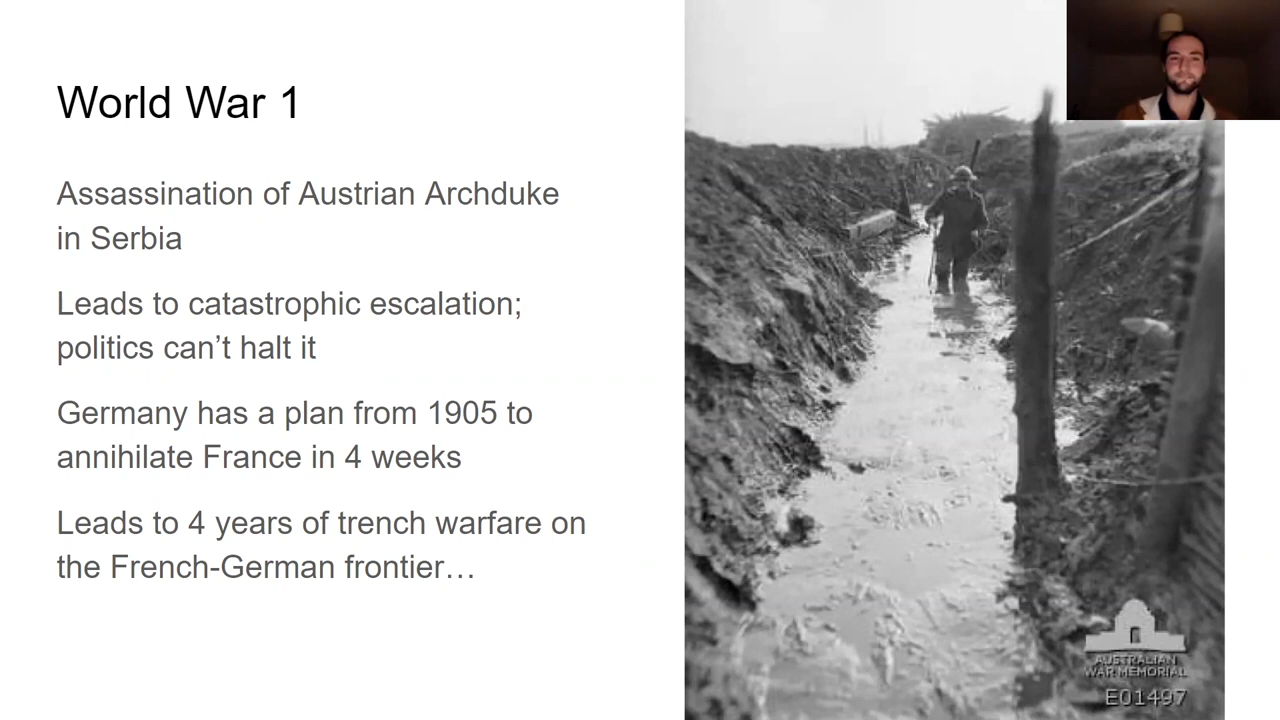 World War 1
Assassination of Austrian Archduke
in Serbia
Leads to catastrophic escalation;
politics can’t halt it
Germany has a plan from 1905 to
annihilate France in 4 weeks
Leads to 4 years of trench warfare on
the French-German frontier…
AUSTRALIAN
WAR MEMORIAL
E01497